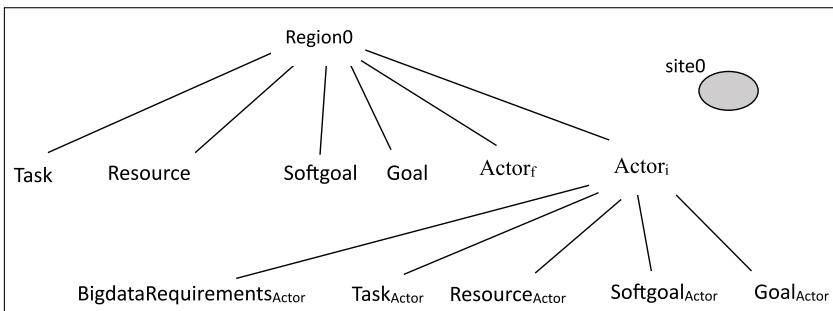 Region0
site0
Task
Resource
Softgoal
Goal
Actorf
Actori
BigdataRequirementsActor
TaskActor
ResourceActor
SoftgoalActor
GoalActor